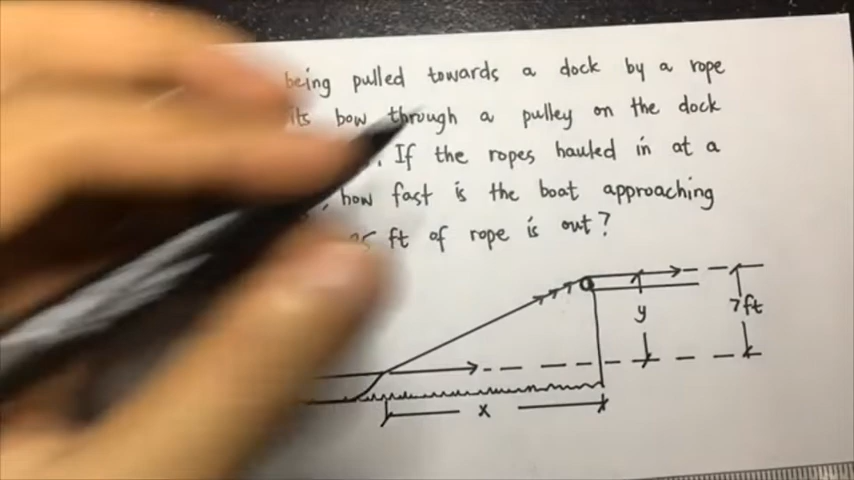 being pulled towards a dock by a rope
its bow through a pulley on the dock
. If the ropes hauled in at a
, how fast is the boat approaching
ft of rope is out?
7ft
y
x